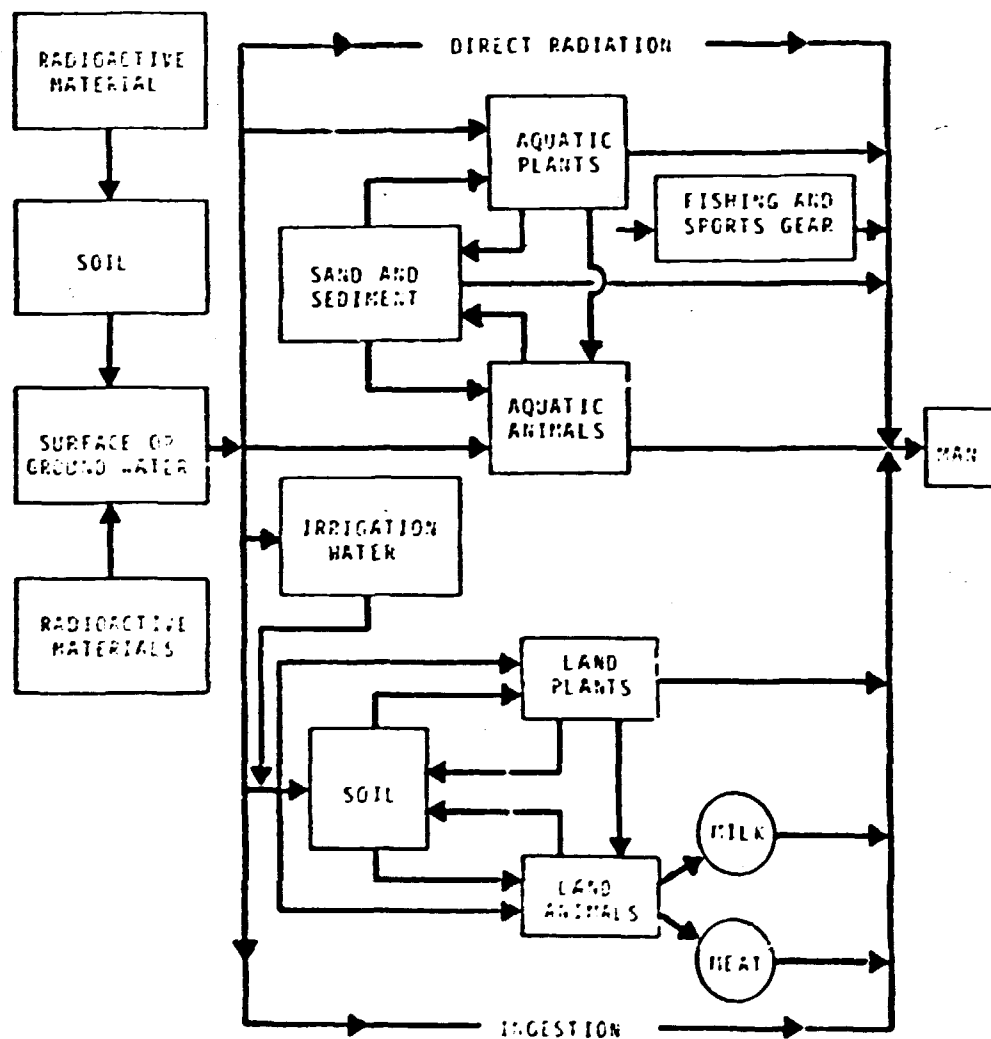 RADIOACTIVE
MATERIAL
SOIL
SURFACE OR
GROUND WATER
RADIOACTIVE
MATERIALS
DIRECT RADIATION
AQUATIC
PLANTS
FISHING AND
SPORTS GEAR
SAND AND
SEDIMENT
AQUATIC
ANIMALS
MAN
IRRIGATION
WATER
LAND
PLANTS
SOIL
MILK
LAND
ANIMALS
MEAT
INGESTION